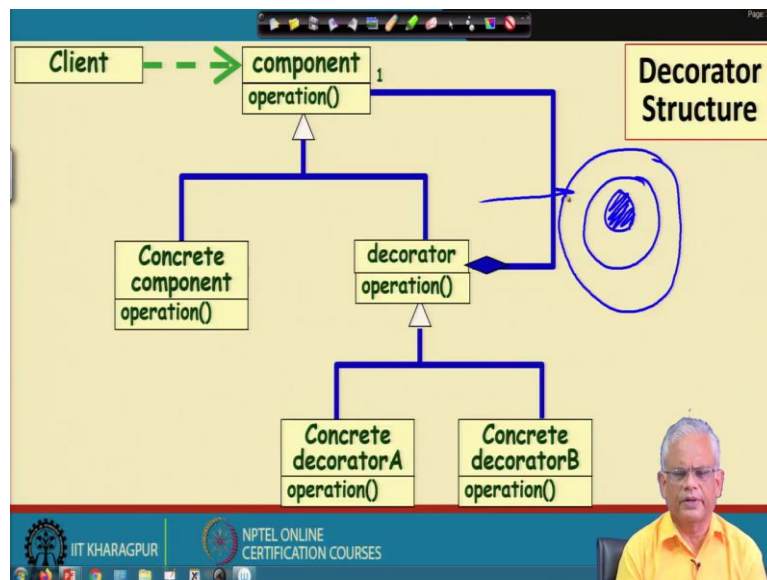 Page:
Client
component
1
operation()
Decorator
Structure
Concrete
component
operation()
decorator
operation()
Concrete
decoratorA
operation()
Concrete
decoratorB
operation()
IIT KHARAGPUR
NPTEL ONLINE
CERTIFICATION COURSES